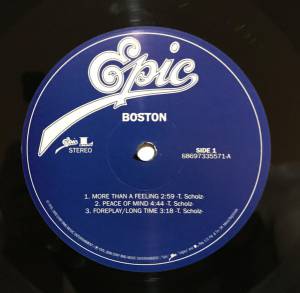 Epic
BOSTON
Epic
STEREO
SIDE 1
68697335571-A
1. MORE THAN A FEELING 2:59 -T. Scholz-
2. PEACE OF MIND 4:44 -T. Scholz-
3. FOREPLAY/LONG TIME 3:18 -T. Scholz-